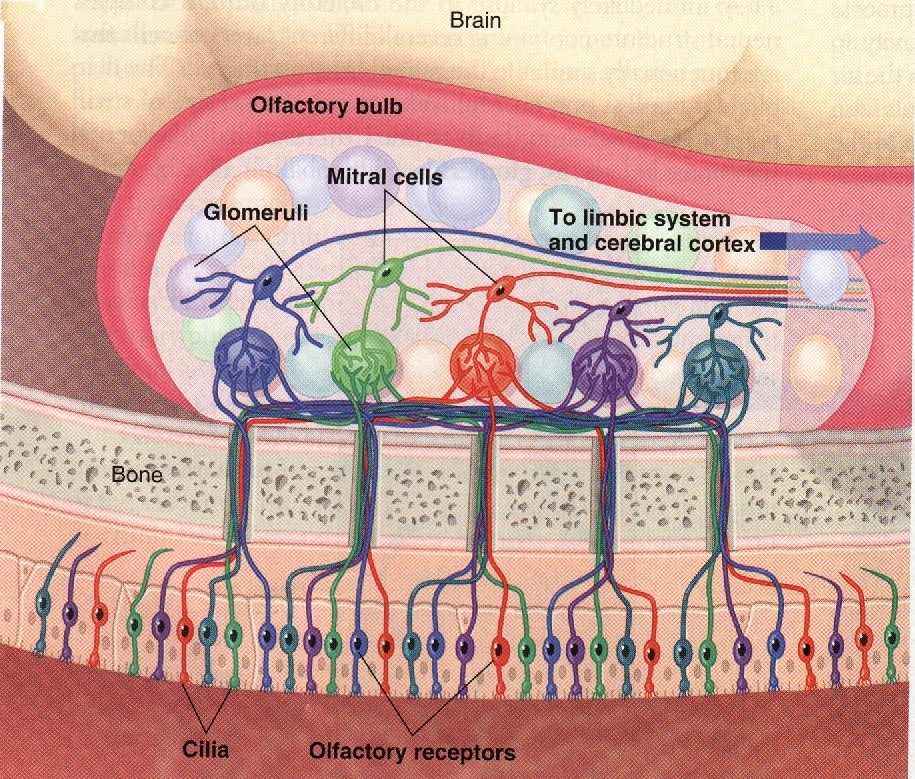 Brain
Olfactory bulb
Mitral cells
Glomeruli
To limbic system
and cerebral cortex
Bone
Cilia
Olfactory receptors